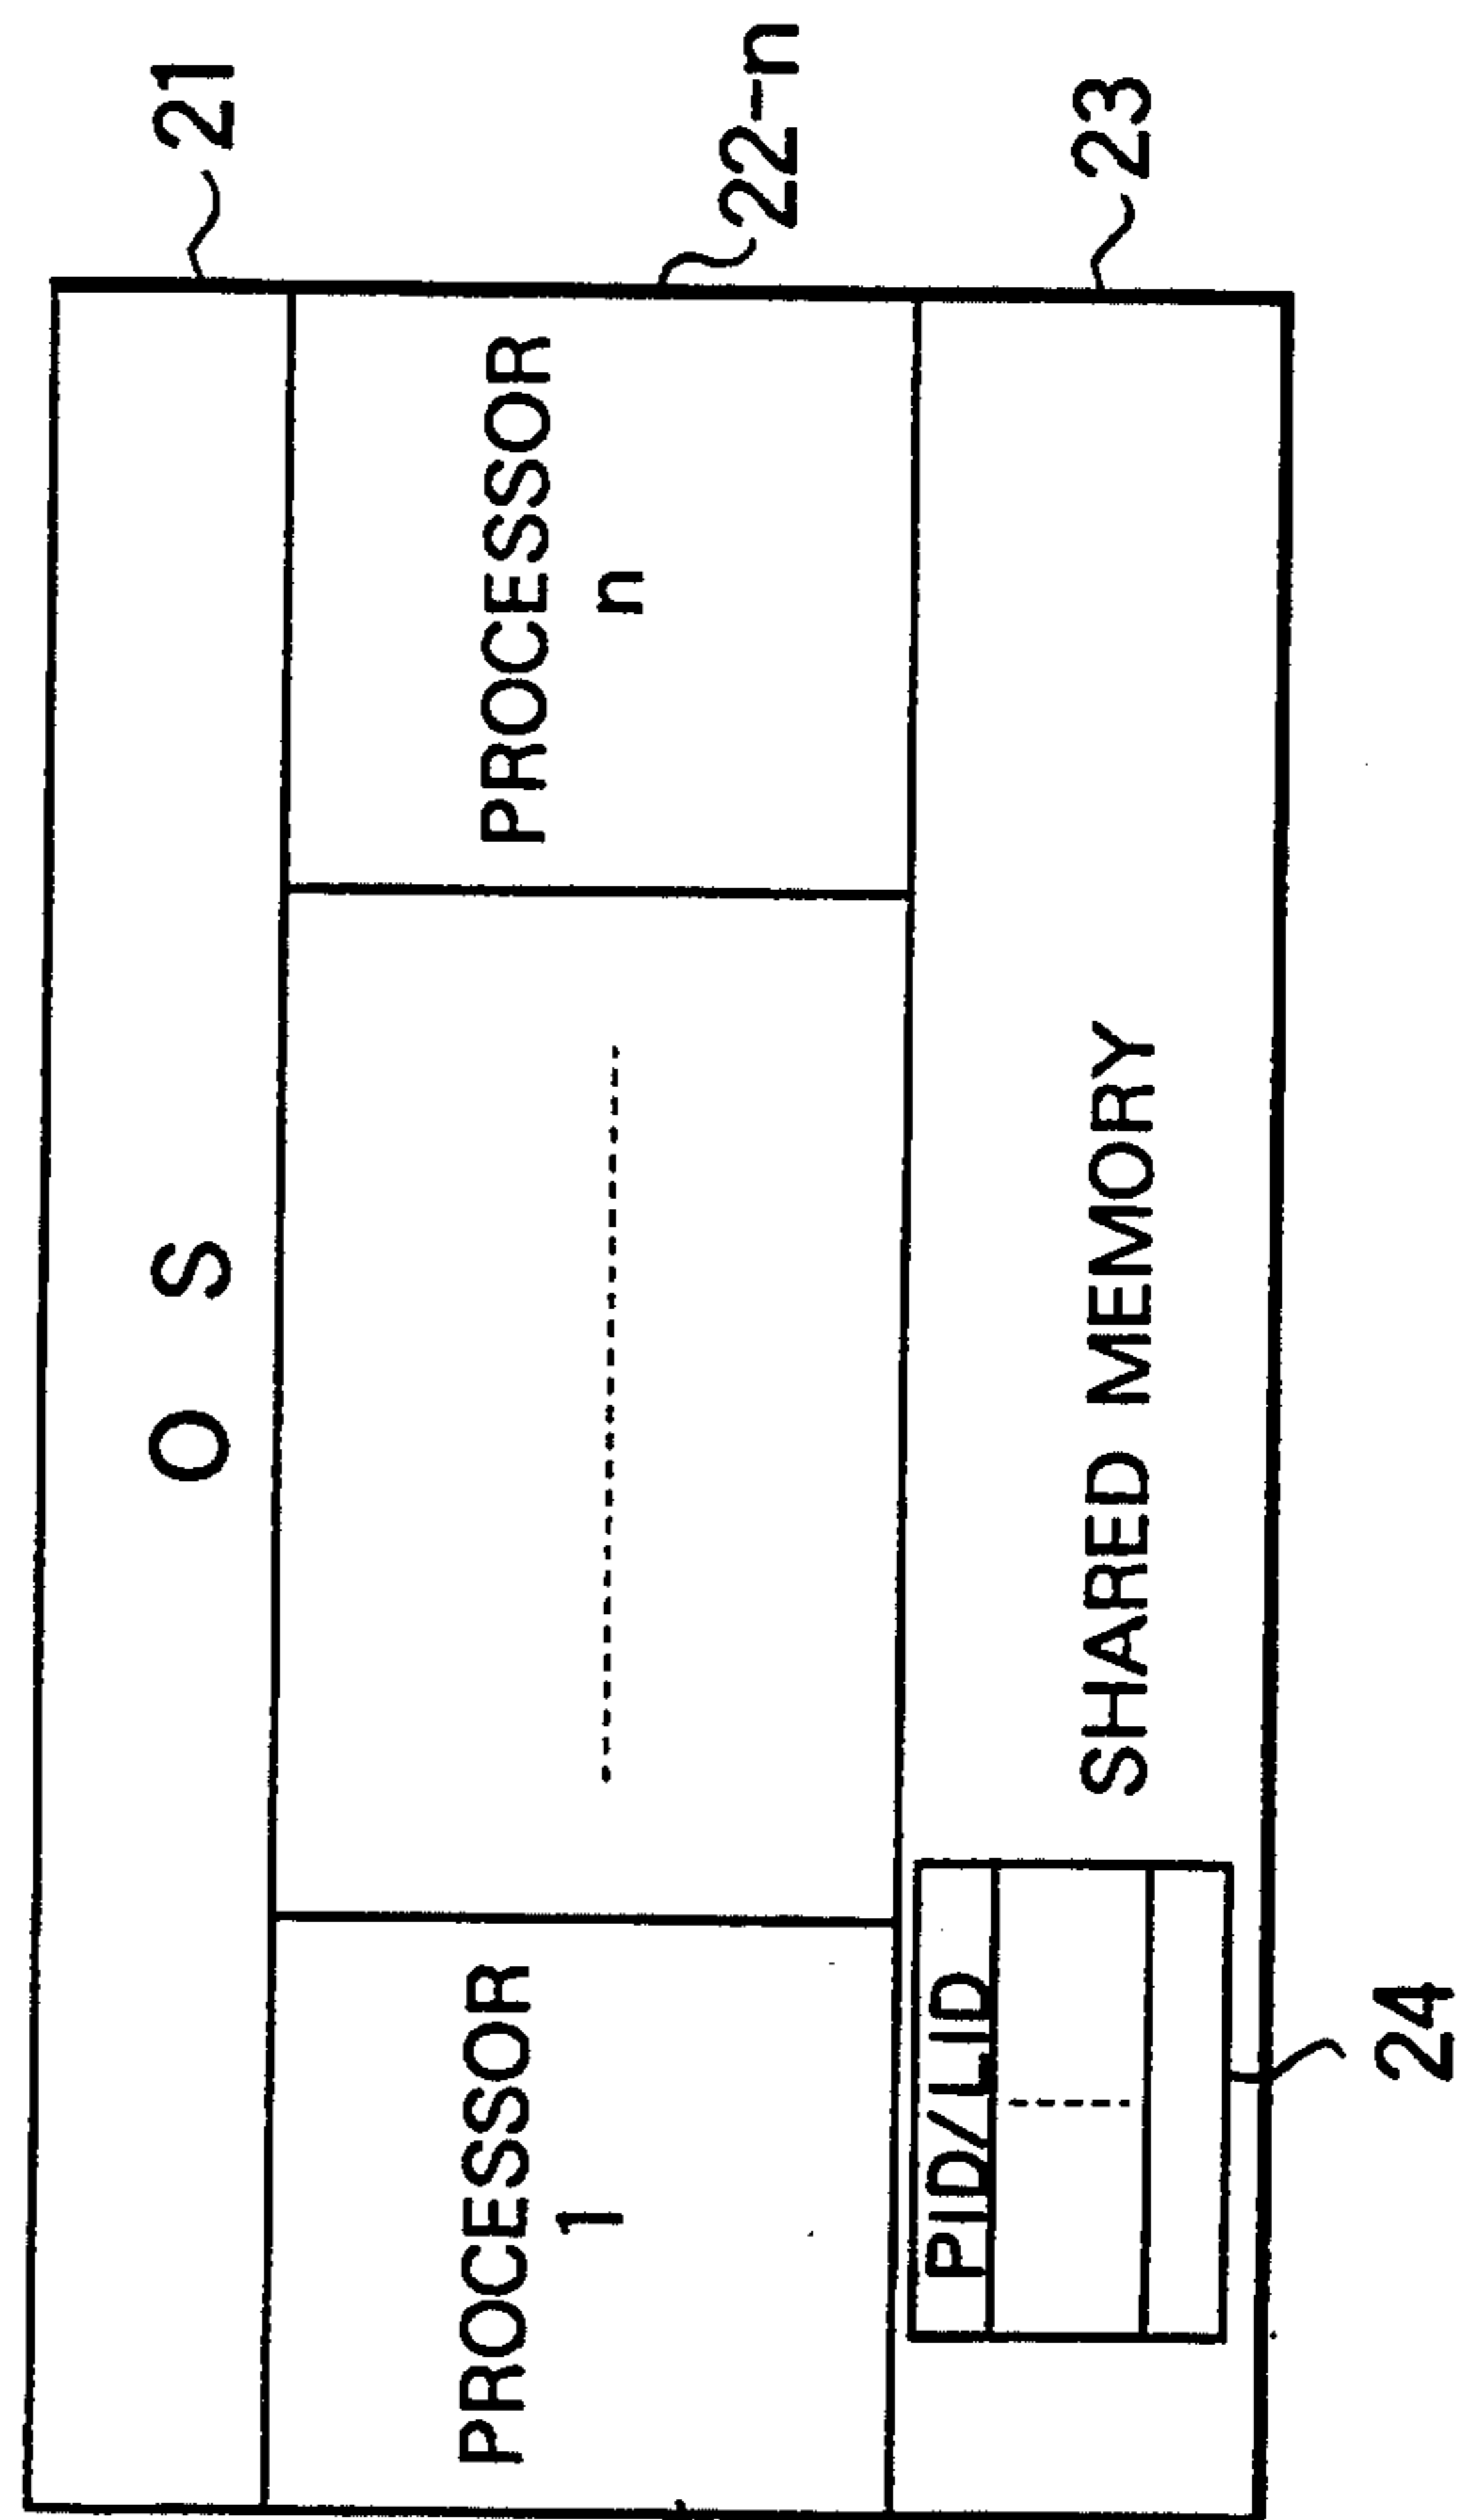 O S
21
PROCESSOR
1
PROCESSOR
n
22-n
PID/LID
SHARED MEMORY
23
24